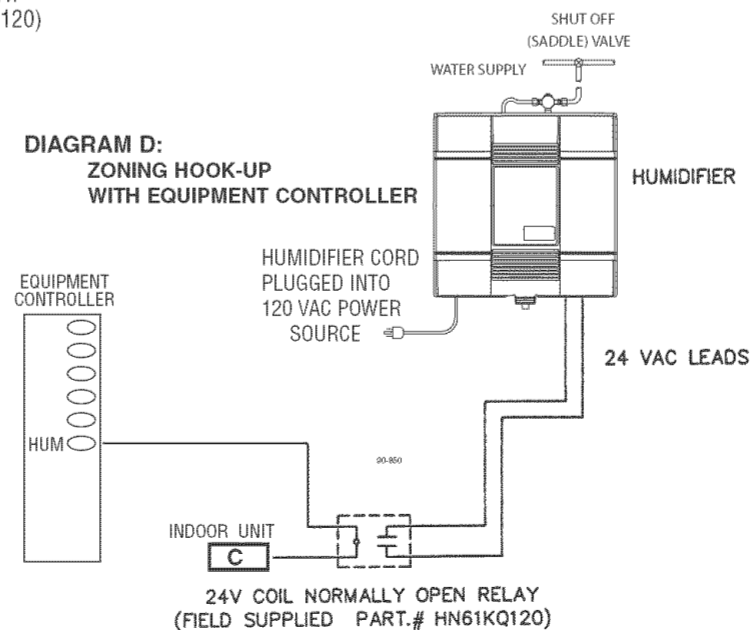 120)
SHUT OFF
(SADDLE) VALVE
WATER SUPPLY
DIAGRAM D:
ZONING HOOK-UP
WITH EQUIPMENT CONTROLLER
HUMIDIFIER
HUMIDIFIER CORD
PLUGGED INTO
120 VAC POWER
SOURCE
EQUIPMENT
CONTROLLER
24 VAC LEADS
HUM
90-850
INDOOR UNIT
C
24V COIL NORMALLY OPEN RELAY
(FIELD SUPPLIED PART.# HN61KQ120)